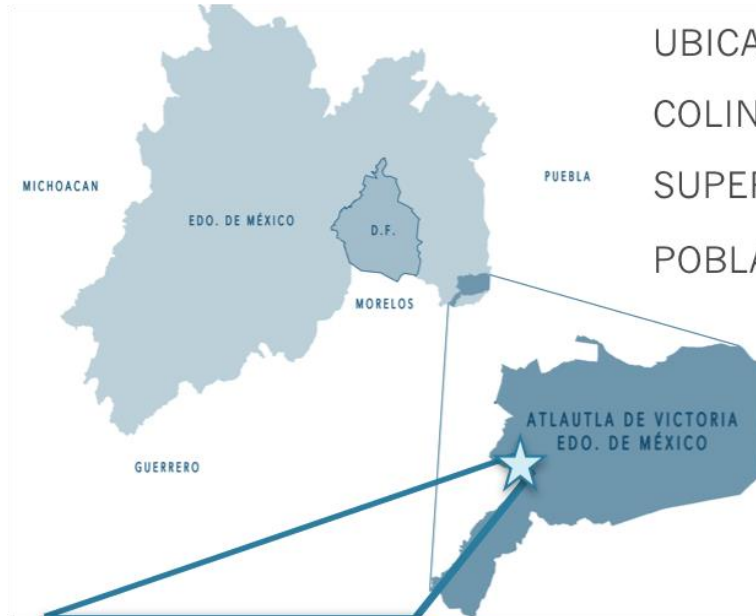 UBICA
COLIN
SUPER
POBLA
MICHOACAN
PUEBLA
EDO. DE MÉXICO
D.F.
MORELOS
GUERRERO
ATLAUTLA DE VICTORIA
EDO. DE MÉXICO